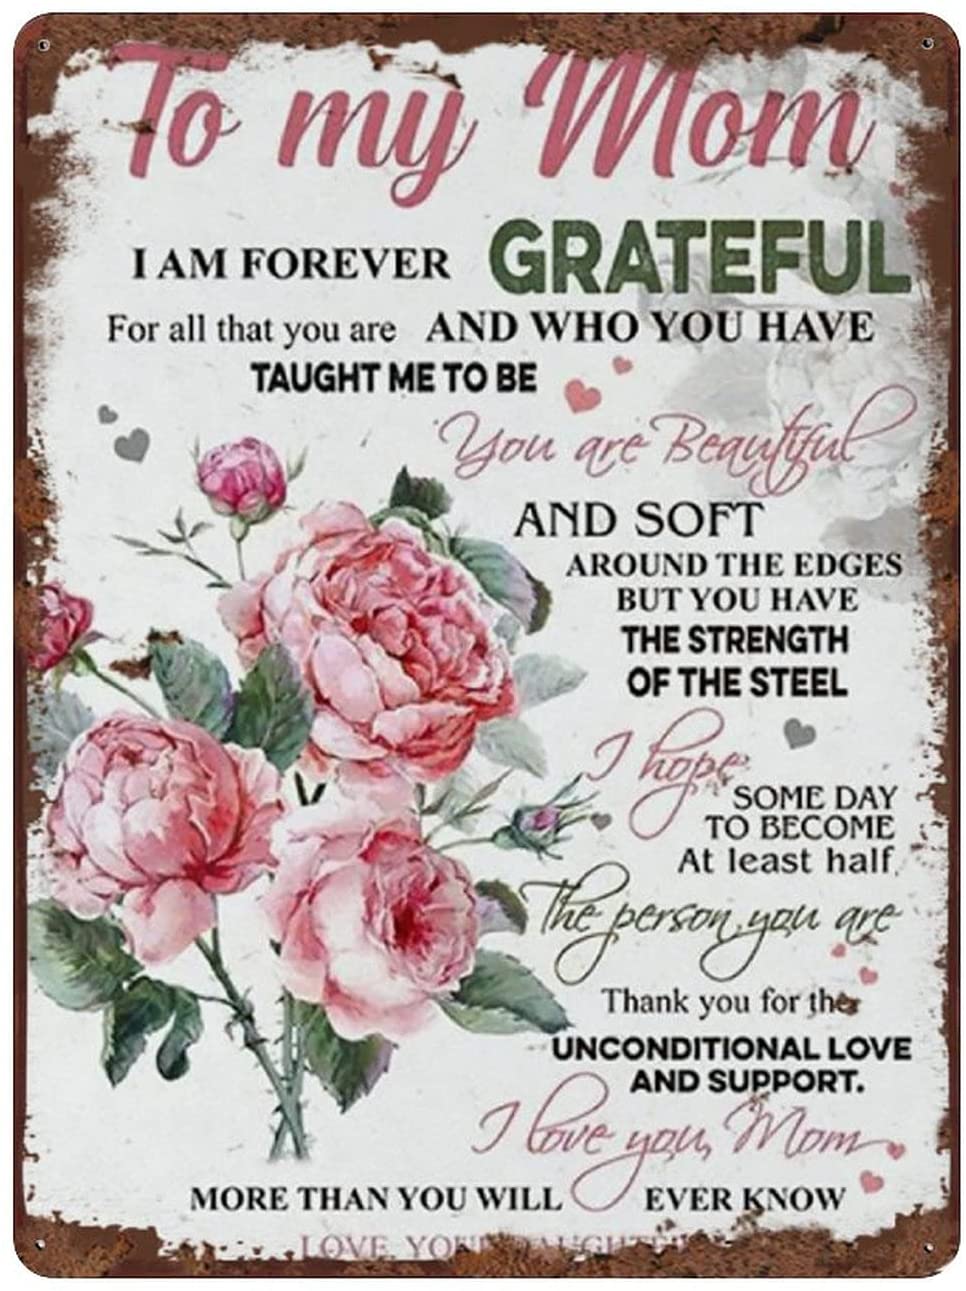 To my Mom
I AM FOREVER GRATEFUL
For all that you are AND WHO YOU HAVE
TAUGHT ME TO BE
You are Beautiful
AND SOFT
AROUND THE EDGES
BUT YOU HAVE
THE STRENGTH
OF THE STEEL
I hope
SOME DAY
TO BECOME
At least half
The person you are
Thank you for the
UNCONDITIONAL LOVE
AND SUPPORT.
I love you, Mom
MORE THAN YOU WILL EVER KNOW
LOVE, YOUR DAUGHTER